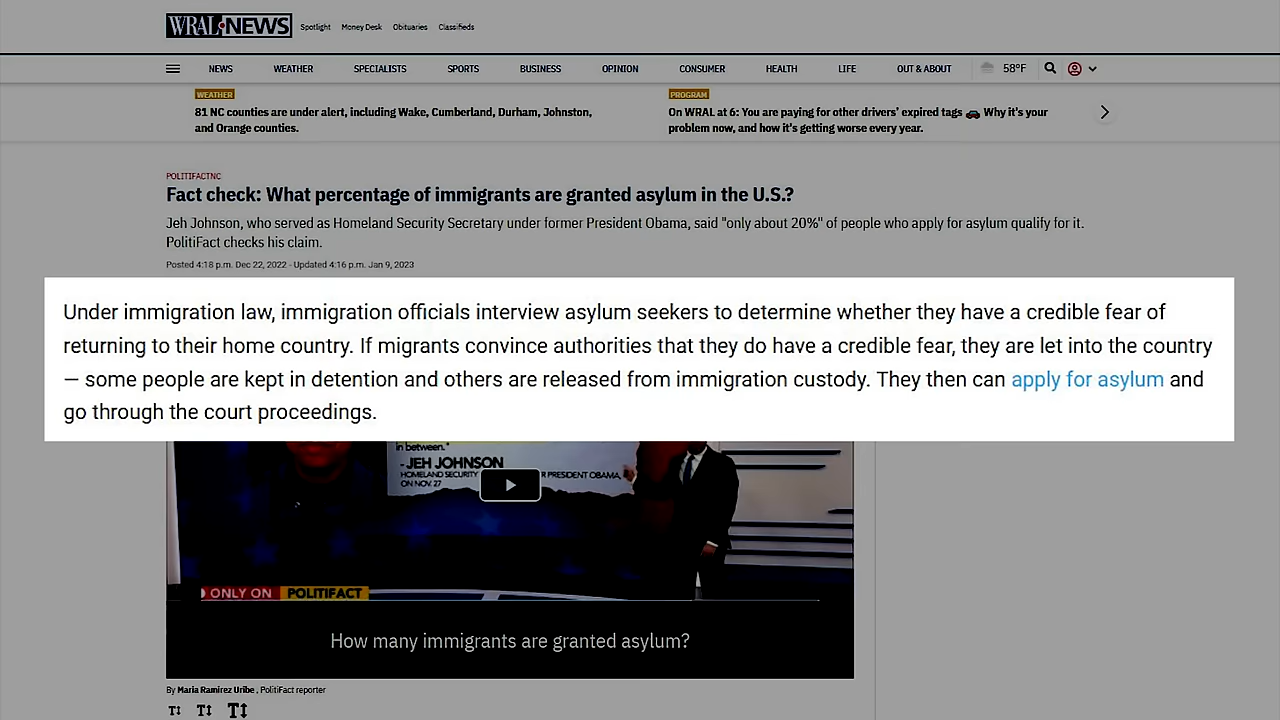 WRAL NEWS Spotlight Money Desk Obituaries Classifieds
NEWS WEATHER SPECIALISTS SPORTS BUSINESS OPINION CONSUMER HEALTH LIFE OUT & ABOUT 58°F
WEATHER
81 NC counties are under alert, including Wake, Cumberland, Durham, Johnston,
and Orange counties.
PROGRAM
On WRAL at 6: You are paying for other drivers' expired tags 🚗 Why it's your
problem now, and how it's getting worse every year.
POLITIFACTNC
Fact check: What percentage of immigrants are granted asylum in the U.S.?
Jeh Johnson, who served as Homeland Security Secretary under former President Obama, said "only about 20%" of people who apply for asylum qualify for it.
PolitiFact checks his claim.
Posted 4:18 p.m. Dec 22, 2022 - Updated 4:16 p.m. Jan 9, 2023
Under immigration law, immigration officials interview asylum seekers to determine whether they have a credible fear of
returning to their home country. If migrants convince authorities that they do have a credible fear, they are let into the country
— some people are kept in detention and others are released from immigration custody. They then can apply for asylum and
go through the court proceedings.
in between."
- JEH JOHNSON
HOMELAND SECURITY R PRESIDENT OBAMA,
ON NOV. 27
ONLY ON POLITIFACT
How many immigrants are granted asylum?
By Maria Ramirez Uribe , PolitiFact reporter
T↕ T↕ T↕